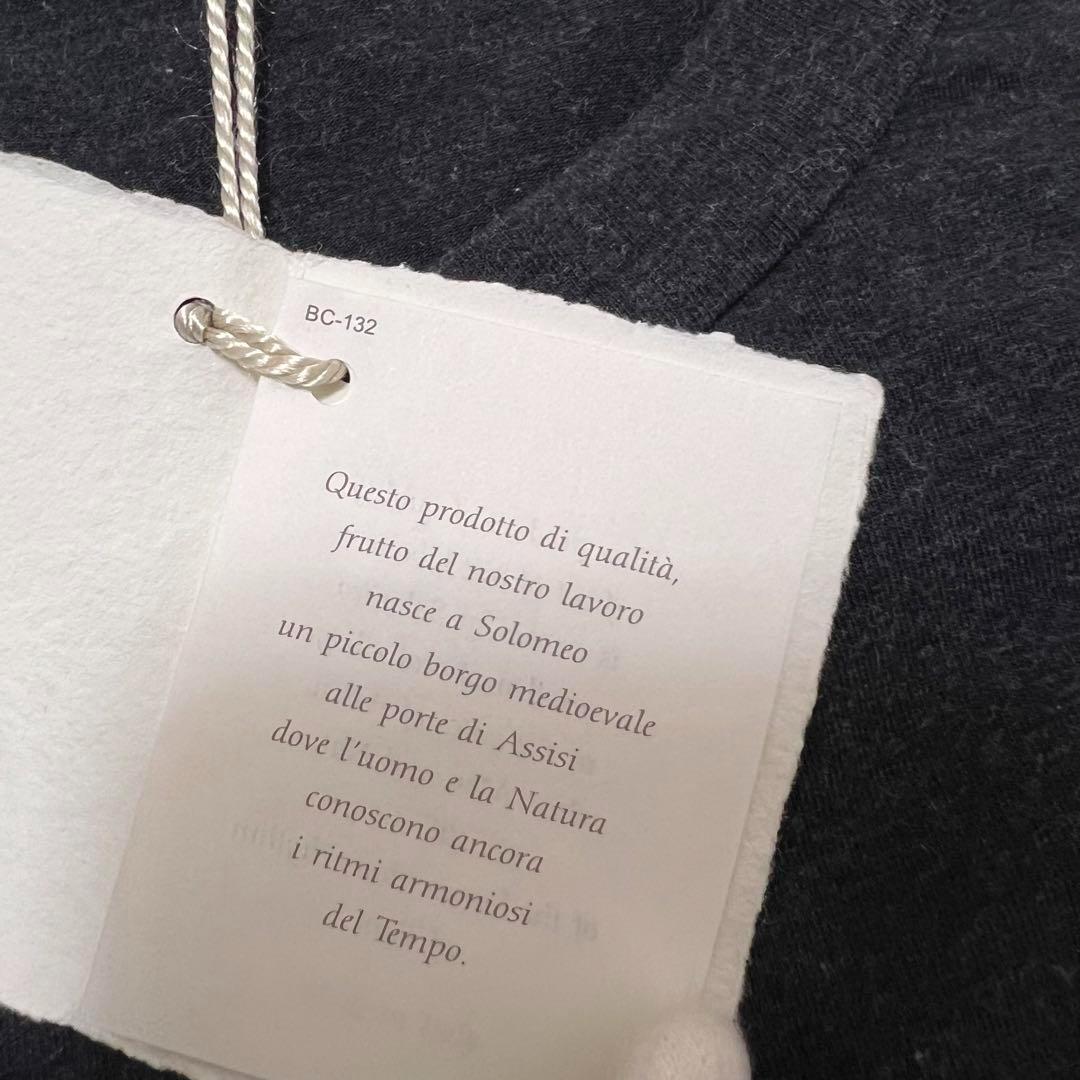 BC-132
Questo prodotto di qualità,
frutto del nostro lavoro
nasce a Solomeo
un piccolo borgo medioevale
alle porte di Assisi
dove l'uomo e la Natura
conoscono ancora
i ritmi armoniosi
del Tempo.